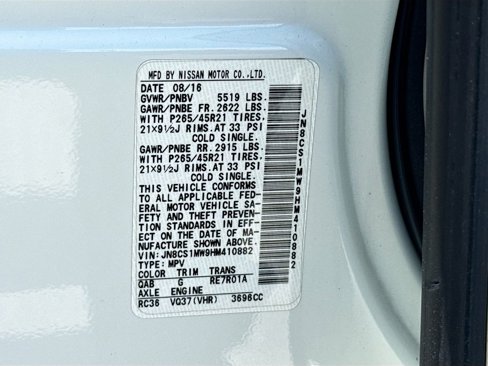 MFD BY NISSAN MOTOR CO.,LTD.
DATE 08/16
GVWR/PNBV 5519 LBS.
GAWR/PNBE FR. 2622 LBS.
WITH P265/45R21 TIRES.
21X9½J RIMS. AT 33 PSI
COLD SINGLE.
GAWR/PNBE RR. 2915 LBS.
WITH P265/45R21 TIRES.
21X9½J RIMS. AT 33 PSI
COLD SINGLE.
THIS VEHICLE CONFORMS
TO ALL APPLICABLE FED-
ERAL MOTOR VEHICLE SA-
FETY AND THEFT PREVEN-
TION STANDARDS IN EFF-
ECT ON THE DATE OF MA-
NUFACTURE SHOWN ABOVE.
VIN: JN8CS1MW9HM410882
TYPE: MPV
COLOR TRIM TRANS
QAB G RE7R01A
AXLE ENGINE
RC36 VQ37(VHR) 3696CC
JN8CS1MW9HM410882